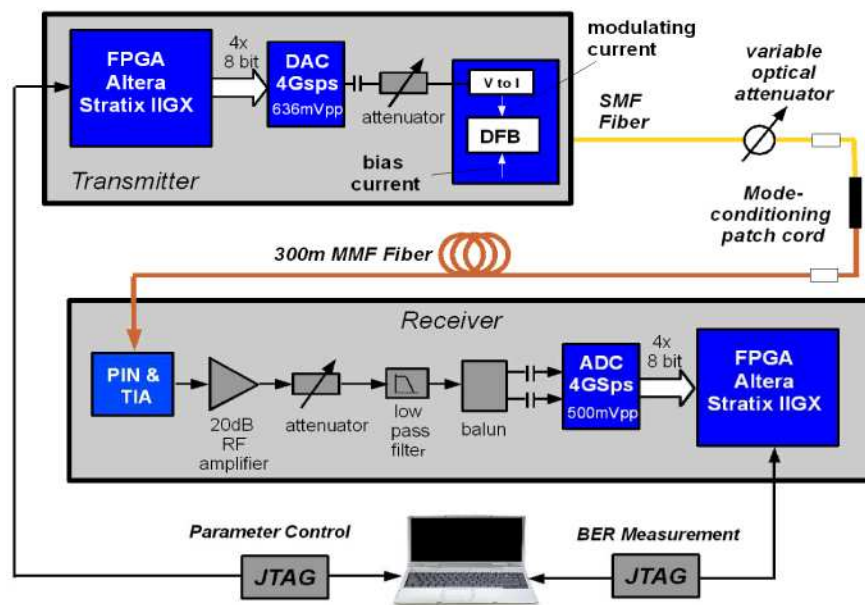 FPGA
Altera
Stratix IIGX
4x
8 bit
DAC
4Gsps
636mVpp
attenuator
modulating
current
V to I
DFB
bias
current
Transmitter
SMF
Fiber
variable
optical
attenuator
Mode-
conditioning
patch cord
300m MMF Fiber
Receiver
PIN &
TIA
20dB
RF
amplifier
attenuator
low
pass
filter
balun
ADC
4GSps
500mVpp
4x
8 bit
FPGA
Altera
Stratix IIGX
Parameter Control
JTAG
BER Measurement
JTAG